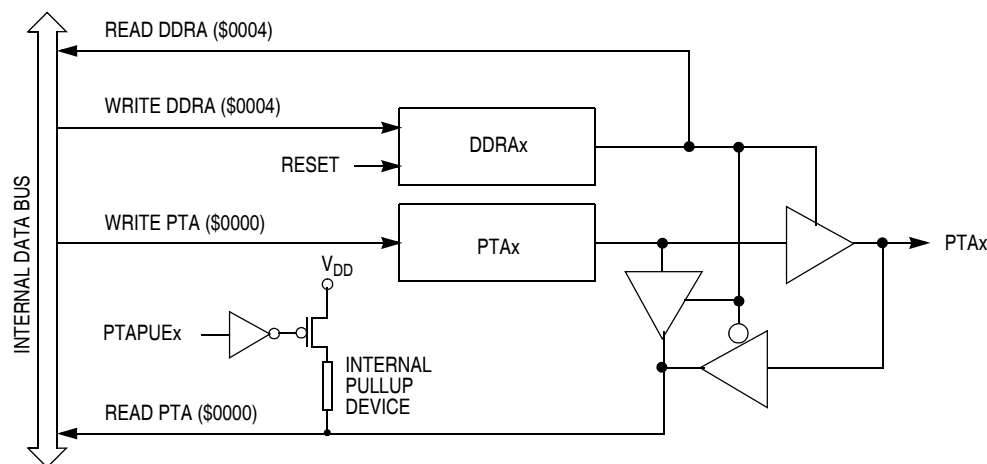 READ DDRA ($0004)
WRITE DDRA ($0004)
RESET
DDRAx
WRITE PTA ($0000)
PTAx
PTAx
INTERNAL DATA BUS
VDD
PTAPUEx
INTERNAL
PULLUP
DEVICE
READ PTA ($0000)